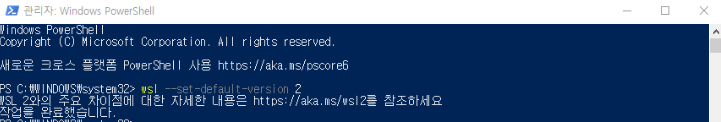 관리자: Windows PowerShell
Windows PowerShell
Copyright (C) Microsoft Corporation. All rights reserved.
새로운 크로스 플랫폼 PowerShell 사용 https://aka.ms/pscore6
PS C:₩WINDOWS₩system32> wsl --set-default-version 2
WSL 2와의 주요 차이점에 대한 자세한 내용은 https://aka.ms/wsl2를 참조하세요
작업을 완료했습니다.
PS C:₩WINDOWS₩system32>